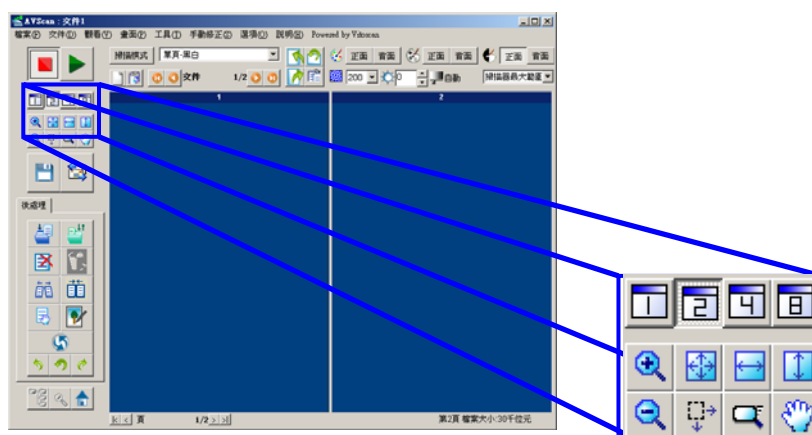 AVScan : 文件1
檔案(F) 文件(D) 觀看(V) 畫面(P) 工具(T) 手動修正(I) 選項(O) 說明(H) Powered by Vitoscan
掃描模式 單頁-黑白 正面 背面 正面 背面 正面 背面
文件 1/2 200 0 自動 掃描器最大範圍
1 2
後處理
1 2 4 8
頁 1/2 第2頁 檔案大小:30千位元